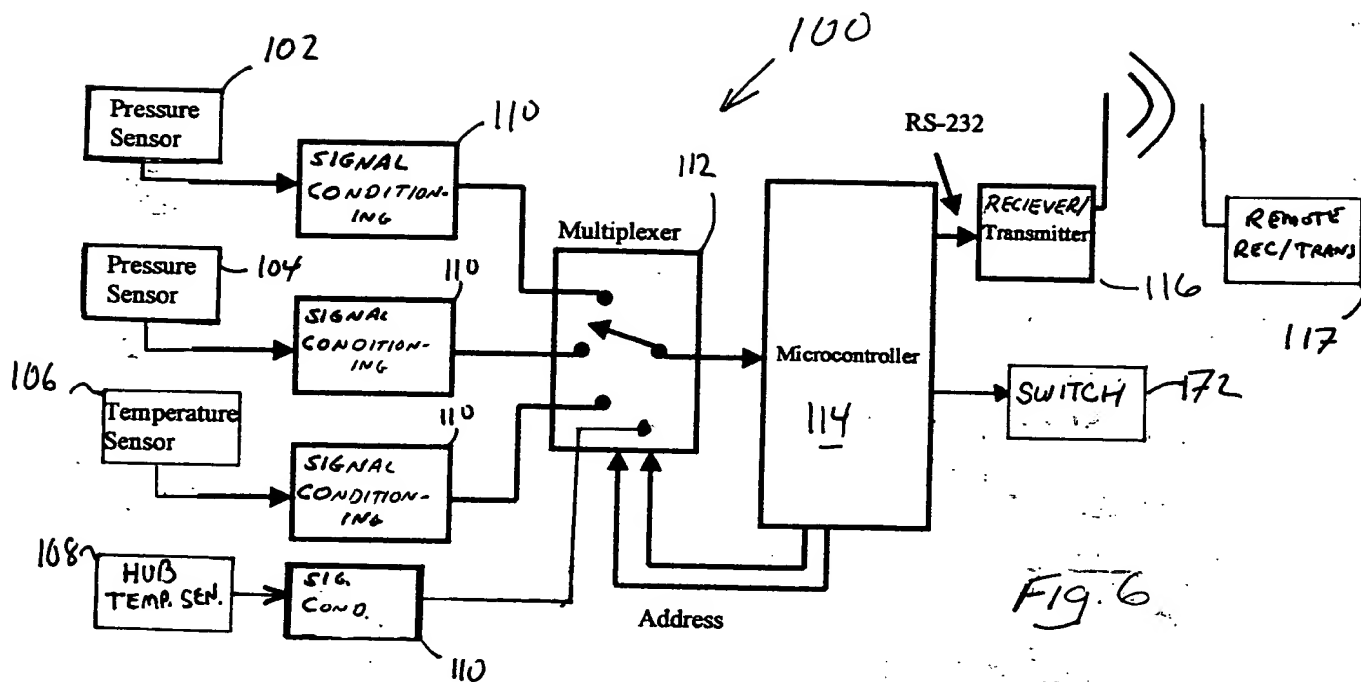 100
102
Pressure
Sensor
110
SIGNAL
CONDITION-
ING
RS-232
112
Multiplexer
RECIEVER/
Transmitter
116
REMOTE
REC/TRANS
117
Pressure
Sensor
104
110
SIGNAL
CONDITION-
ING
Microcontroller
114
SWITCH
172
106
Temperature
Sensor
110
SIGNAL
CONDITION-
ING
108
HUB
TEMP. SEN.
SIG.
COND.
110
Address
Fig. 6